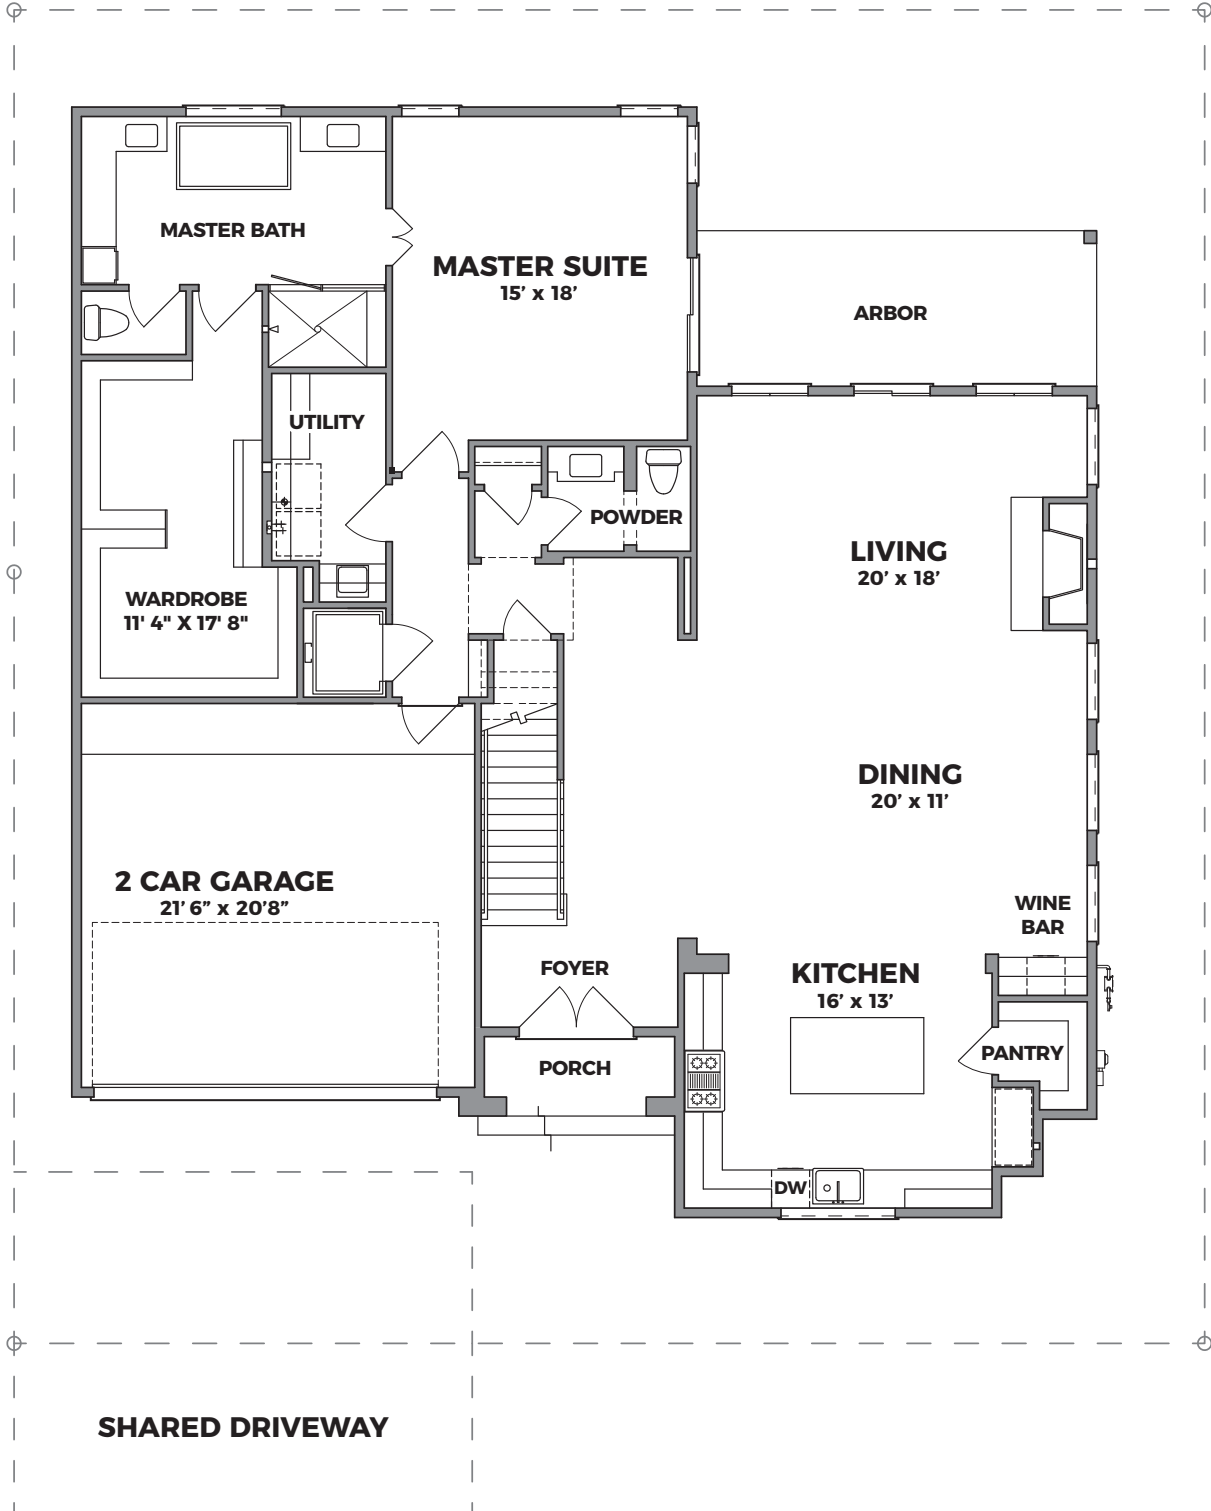 MASTER BATH
MASTER SUITE
15’ x 18’
ARBOR
UTILITY
POWDER
LIVING
20’ x 18’
WARDROBE
11' 4" X 17' 8"
DINING
20’ x 11’
2 CAR GARAGE
21’ 6” x 20’8”
WINE
BAR
FOYER
KITCHEN
16’ x 13’
PANTRY
PORCH
DW
SHARED DRIVEWAY